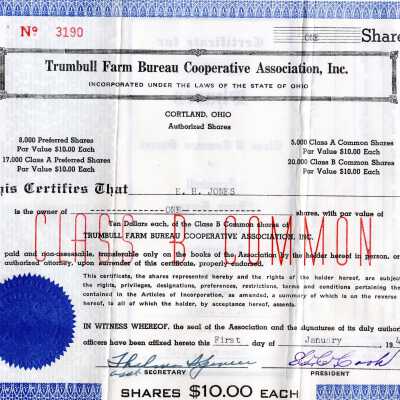 Nº 3190
ONE Share
Trumbull Farm Bureau Cooperative Association, Inc.
INCORPORATED UNDER THE LAWS OF THE STATE OF OHIO
CORTLAND, OHIO
Authorized Shares
8,000 Preferred Shares
Par Value $10.00 Each
17,000 Class A Preferred Shares
Par Value $10.00 Each
5,000 Class A Common Shares
Par Value $10.00 Each
20,000 Class B Common Shares
Par Value $10.00 Each
his Certifies That E. H. JONES
is the owner of ONE shares, with par value of
Ten Dollars each, of the Class B Common shares of
TRUMBULL FARM BUREAU COOPERATIVE ASSOCIATION, INC.
CLASS B COMMON
paid and non-assessable, transferable only on the books of the Association by the holder hereof in person, or
authorized attorney, upon surrender of this certificate, properly endorsed.
This certificate, the shares represented hereby and the rights of the holder hereof, are subject
the rights, privileges, designations, preferences, restrictions, terms and conditions pertaining the
contained in the Articles of Incorporation, as amended, a summary of which is on the reverse
hereof, to all of which the holder, by acceptance hereof, assents.
IN WITNESS WHEREOF, the seal of the Association and the signatures of its duly author
officers have been affixed hereto this First day of January 194
SECRETARY PRESIDENT
SHARES $10.00 EACH